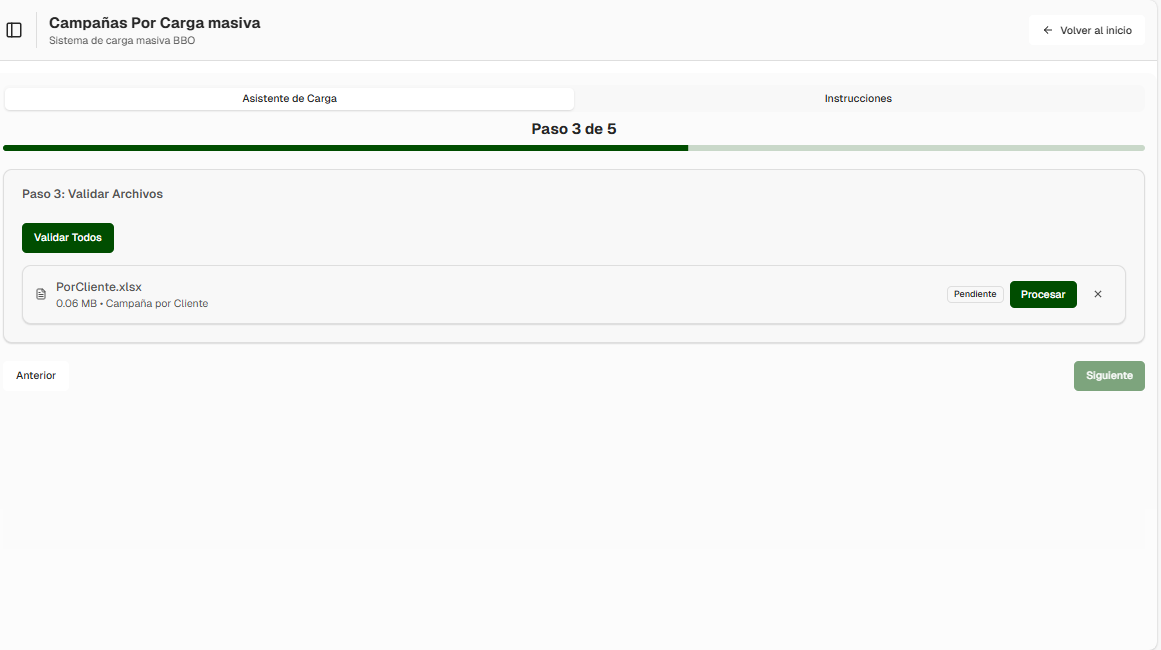 Campañas Por Carga masiva
Sistema de carga masiva BBO
Volver al inicio
Asistente de Carga
Instrucciones
Paso 3 de 5
Paso 3: Validar Archivos
Validar Todos
PorCliente.xlsx
0.06 MB • Campaña por Cliente
Pendiente
Procesar
Anterior
Siguiente